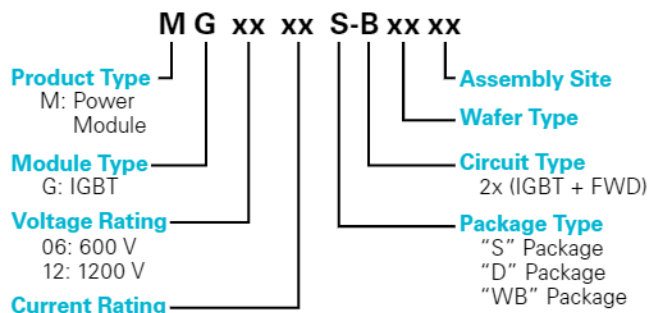 M G xx xx S-B xx xx
Product Type
M: Power
Module
Module Type
G: IGBT
Voltage Rating
06: 600 V
12: 1200 V
Current Rating
Assembly Site
Wafer Type
Circuit Type
2x (IGBT + FWD)
Package Type
“S” Package
“D” Package
“WB” Package